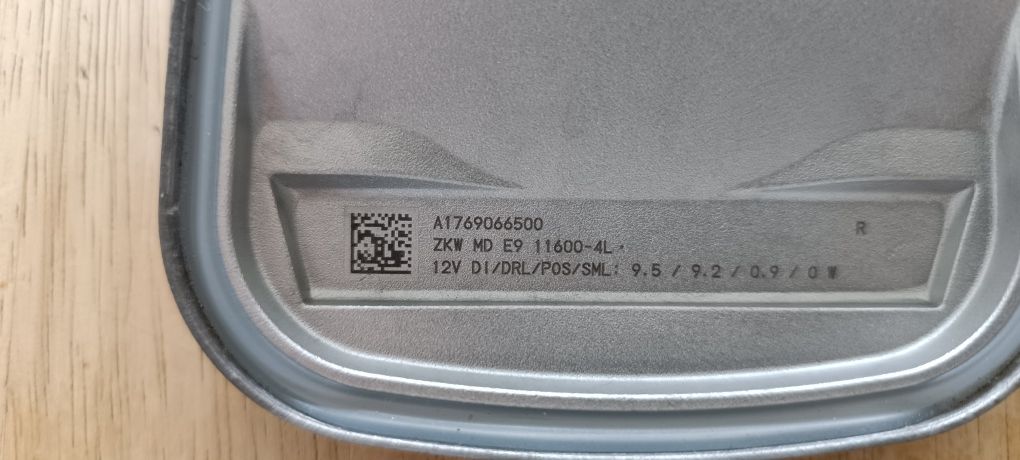 A1769066500 R
ZKW MD E9 11600-4L
12V DI/DRL/POS/SML: 9.5 / 9.2 / 0.9 / 0 W